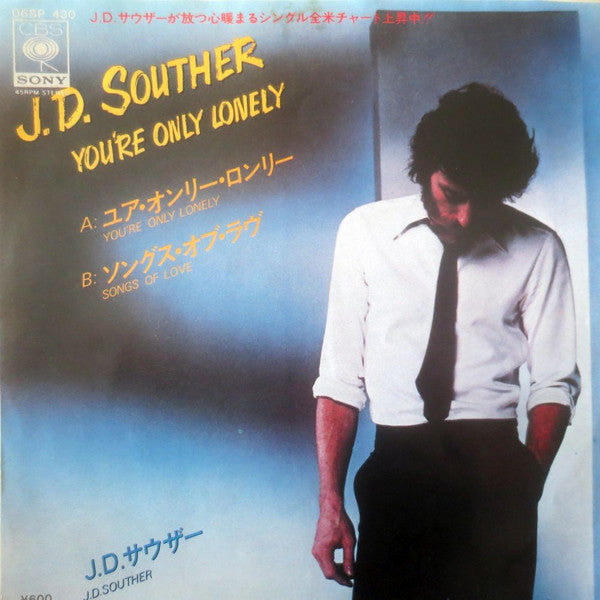 06SP 430
CBS
SONY
45RPM STEREO
J.D.サウザーが放つ心暖まるシングル全米チャート上昇中!!
J.D. SOUTHER
YOU'RE ONLY LONELY
A: ユア・オンリー・ロンリー
YOU'RE ONLY LONELY
B: ソングス・オブ・ラヴ
SONGS OF LOVE
J.D.サウザー
J.D.SOUTHER
¥600